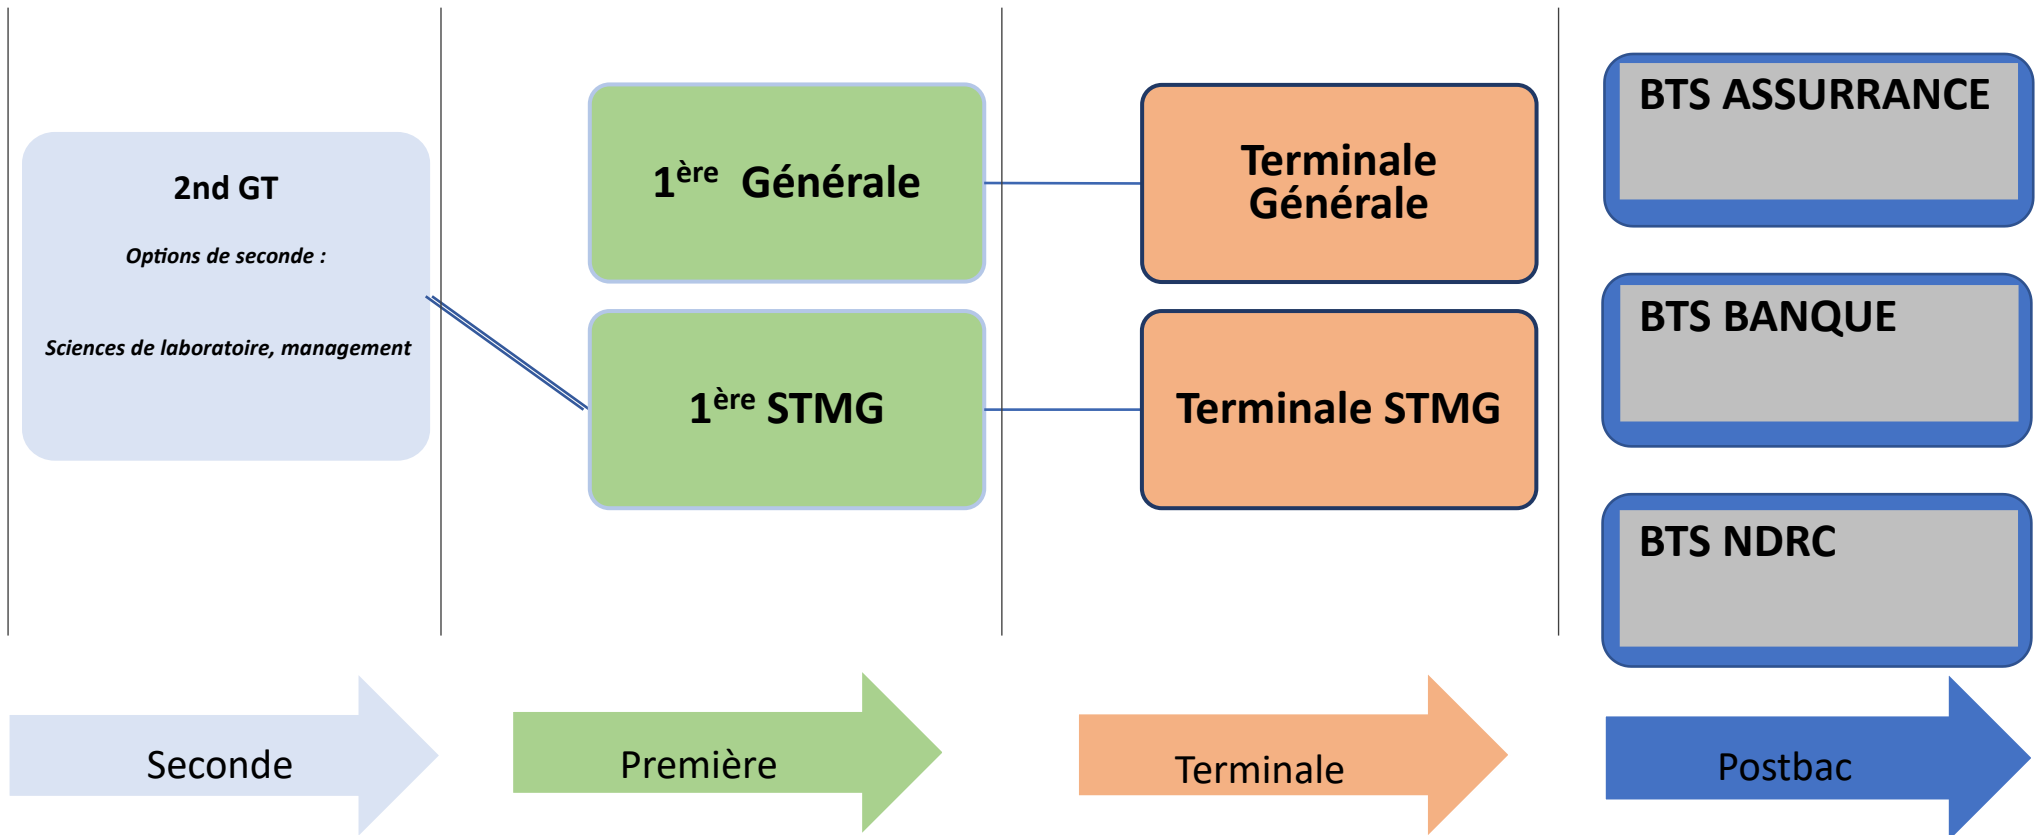 2nd GT
Options de seconde :
Sciences de laboratoire, management
1ère Générale
1ère STMG
Terminale
Générale
Terminale STMG
BTS ASSURRANCE
BTS BANQUE
BTS NDRC
Seconde
Première
Terminale
Postbac